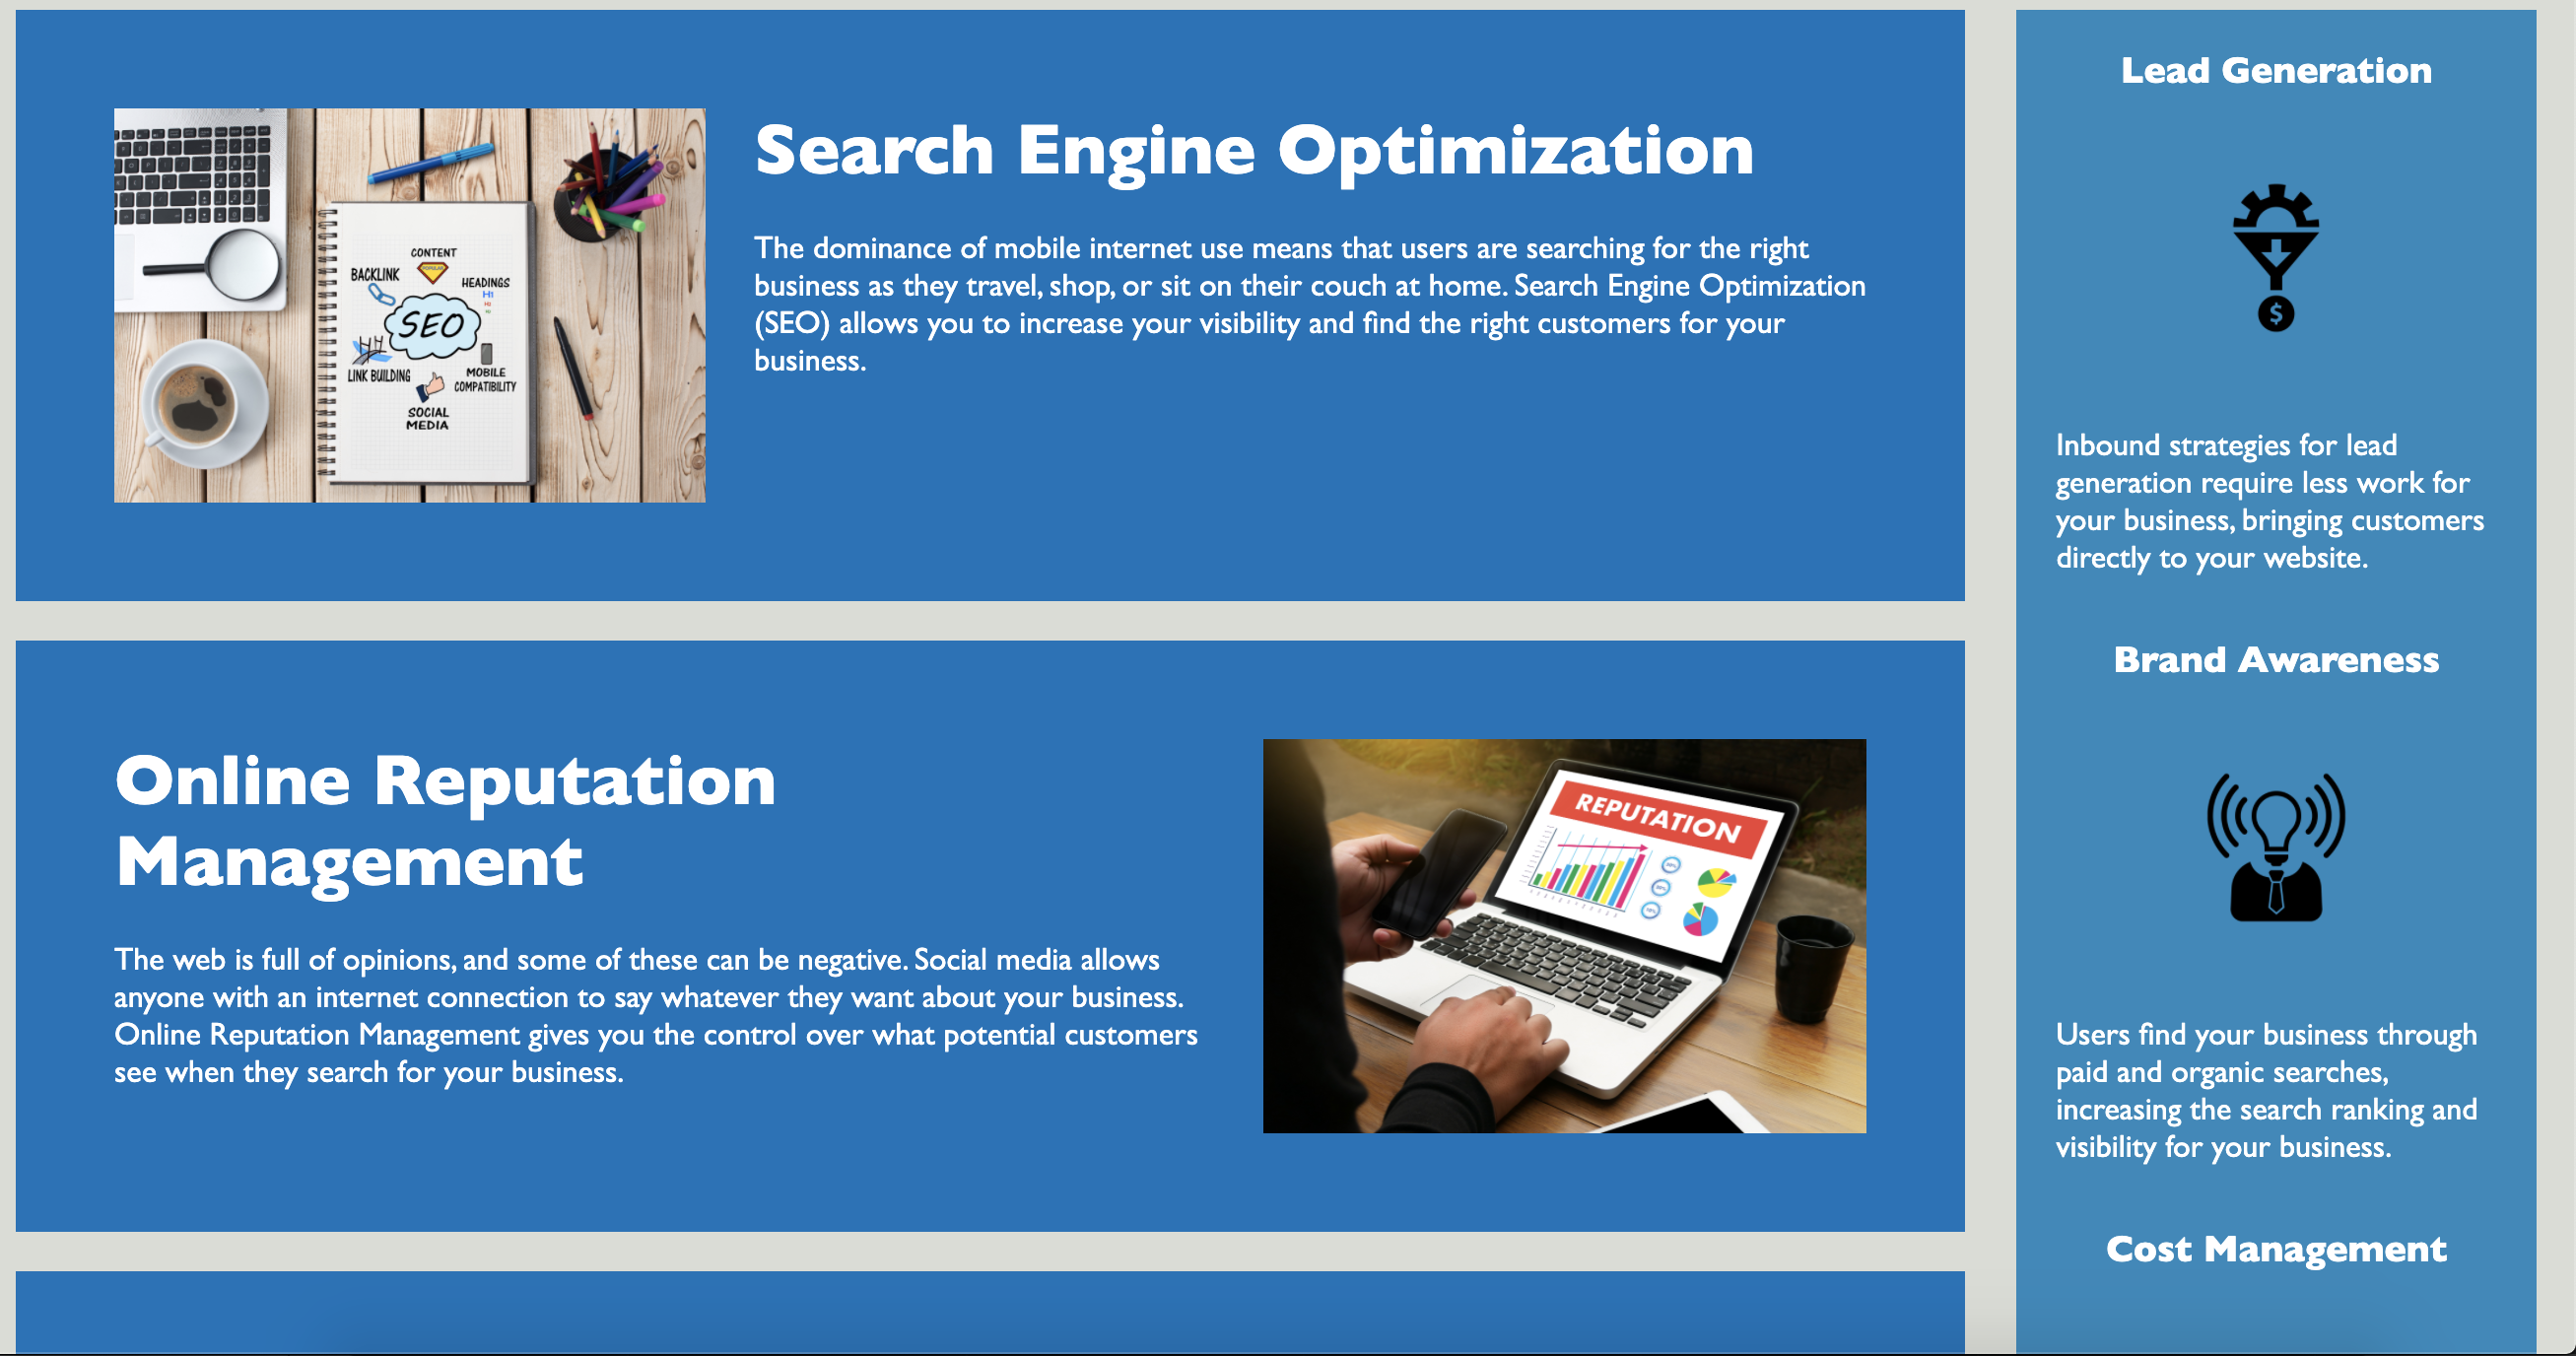 Search Engine Optimization
The dominance of mobile internet use means that users are searching for the right
business as they travel, shop, or sit on their couch at home. Search Engine Optimization
(SEO) allows you to increase your visibility and find the right customers for your
business.
CONTENT
BACKLINK
HEADINGS
H1
SEO
LINK BUILDING
MOBILE
COMPATIBILITY
SOCIAL
MEDIA
Online Reputation
Management
The web is full of opinions, and some of these can be negative. Social media allows
anyone with an internet connection to say whatever they want about your business.
Online Reputation Management gives you the control over what potential customers
see when they search for your business.
REPUTATION
Lead Generation
$
Inbound strategies for lead
generation require less work for
your business, bringing customers
directly to your website.
Brand Awareness
Users find your business through
paid and organic searches,
increasing the search ranking and
visibility for your business.
Cost Management